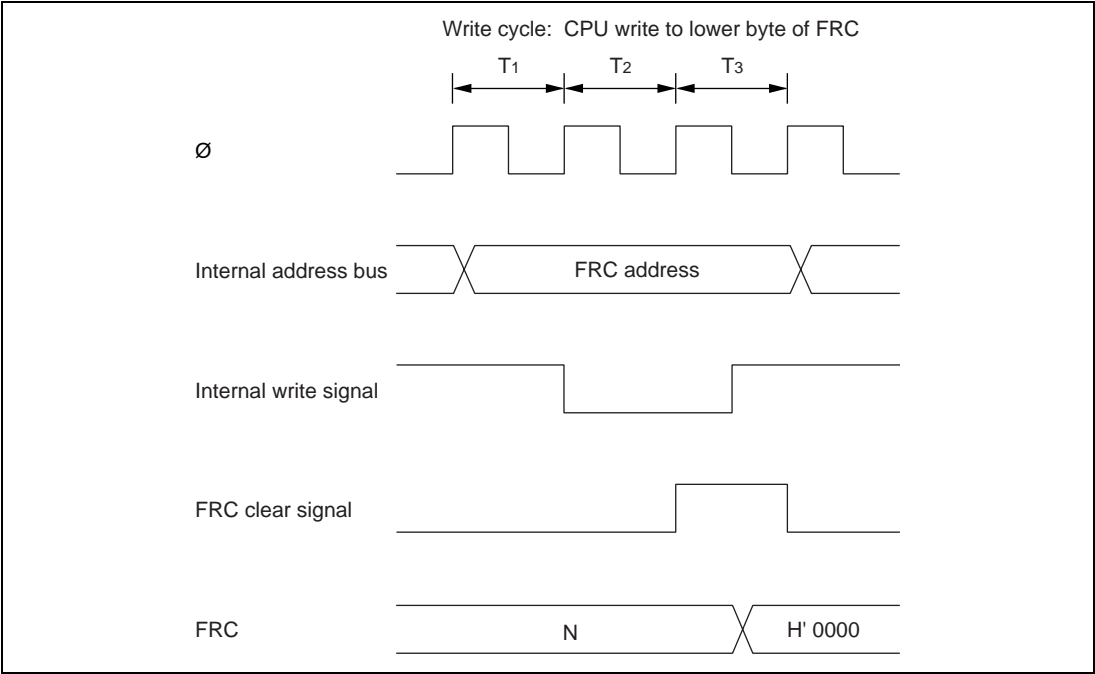 Write cycle: CPU write to lower byte of FRC
T1 T2 T3
Ø
Internal address bus FRC address
Internal write signal
FRC clear signal
FRC N H' 0000